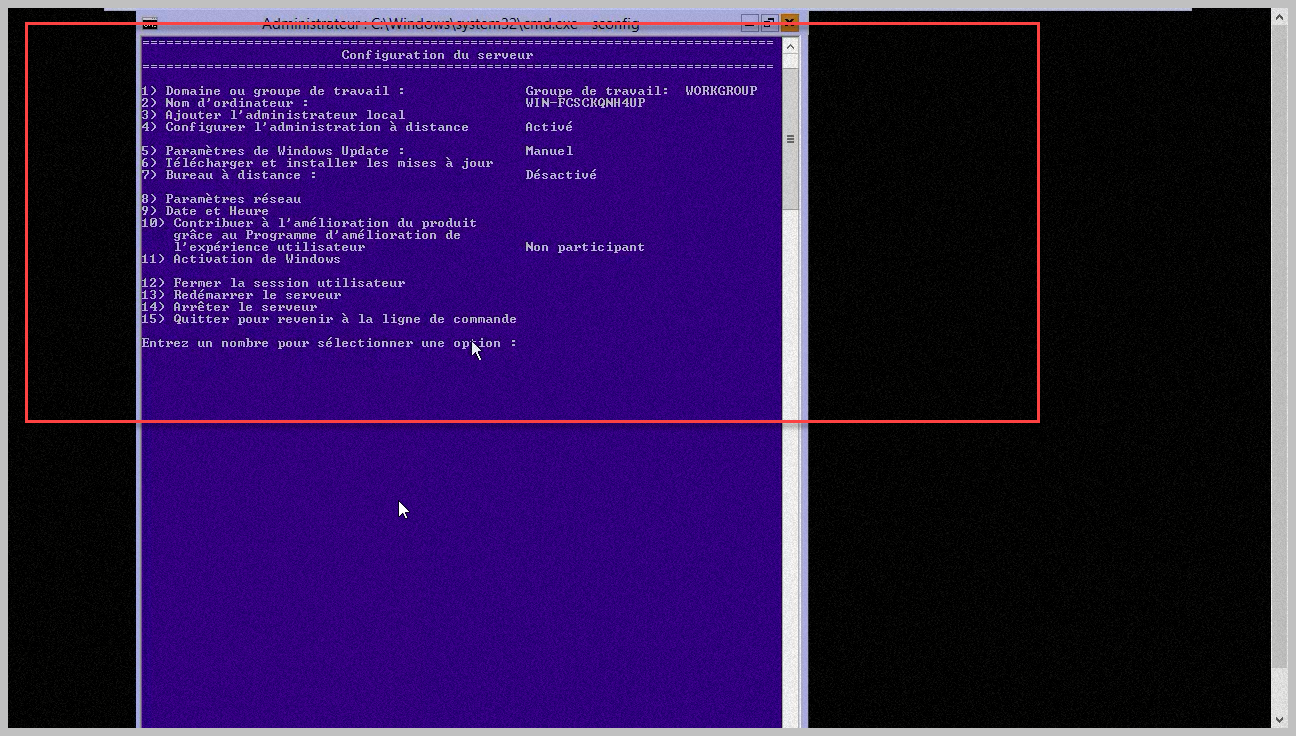 Administrateur : C:\Windows\system32\cmd.exe - sconfig
===============================================================================
Configuration du serveur
===============================================================================
1) Domaine ou groupe de travail : Groupe de travail: WORKGROUP
2) Nom d'ordinateur : WIN-FCSCKQNH4UP
3) Ajouter l'administrateur local
4) Configurer l'administration à distance Activé
5) Paramètres de Windows Update : Manuel
6) Télécharger et installer les mises à jour
7) Bureau à distance : Désactivé
8) Paramètres réseau
9) Date et Heure
10) Contribuer à l'amélioration du produit
grâce au Programme d'amélioration de
l'expérience utilisateur Non participant
11) Activation de Windows
12) Fermer la session utilisateur
13) Redémarrer le serveur
14) Arrêter le serveur
15) Quitter pour revenir à la ligne de commande
Entrez un nombre pour sélectionner une option :